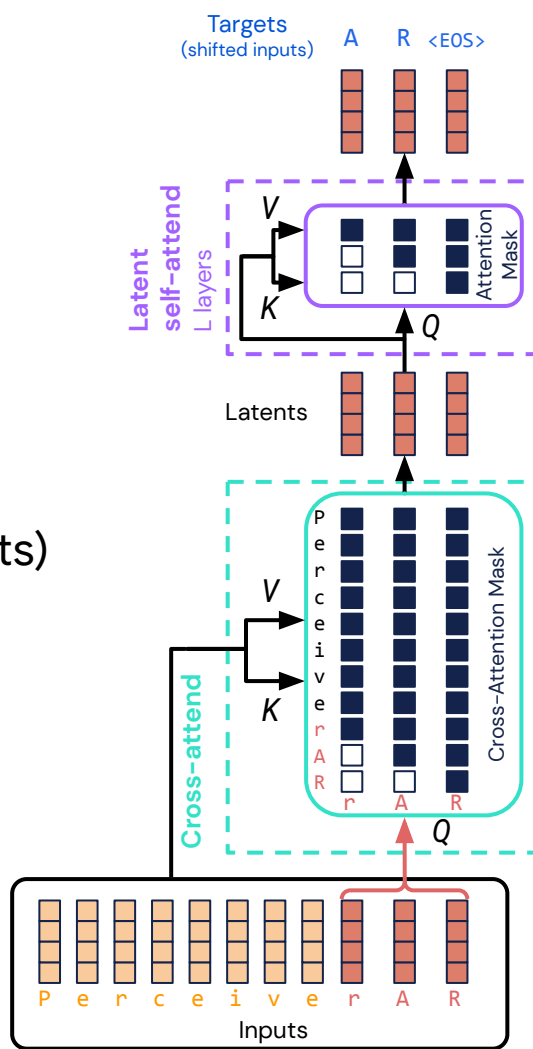 Targets
(shifted inputs)
A R <EOS>
Latent
self-attend
L layers
V
K
Attention
Mask
Q
Latents
ts)
Cross-attend
V
K
P
e
r
c
e
i
v
e
r
A
R
r A R
Cross-Attention Mask
Q
P e r c e i v e r A R
Inputs